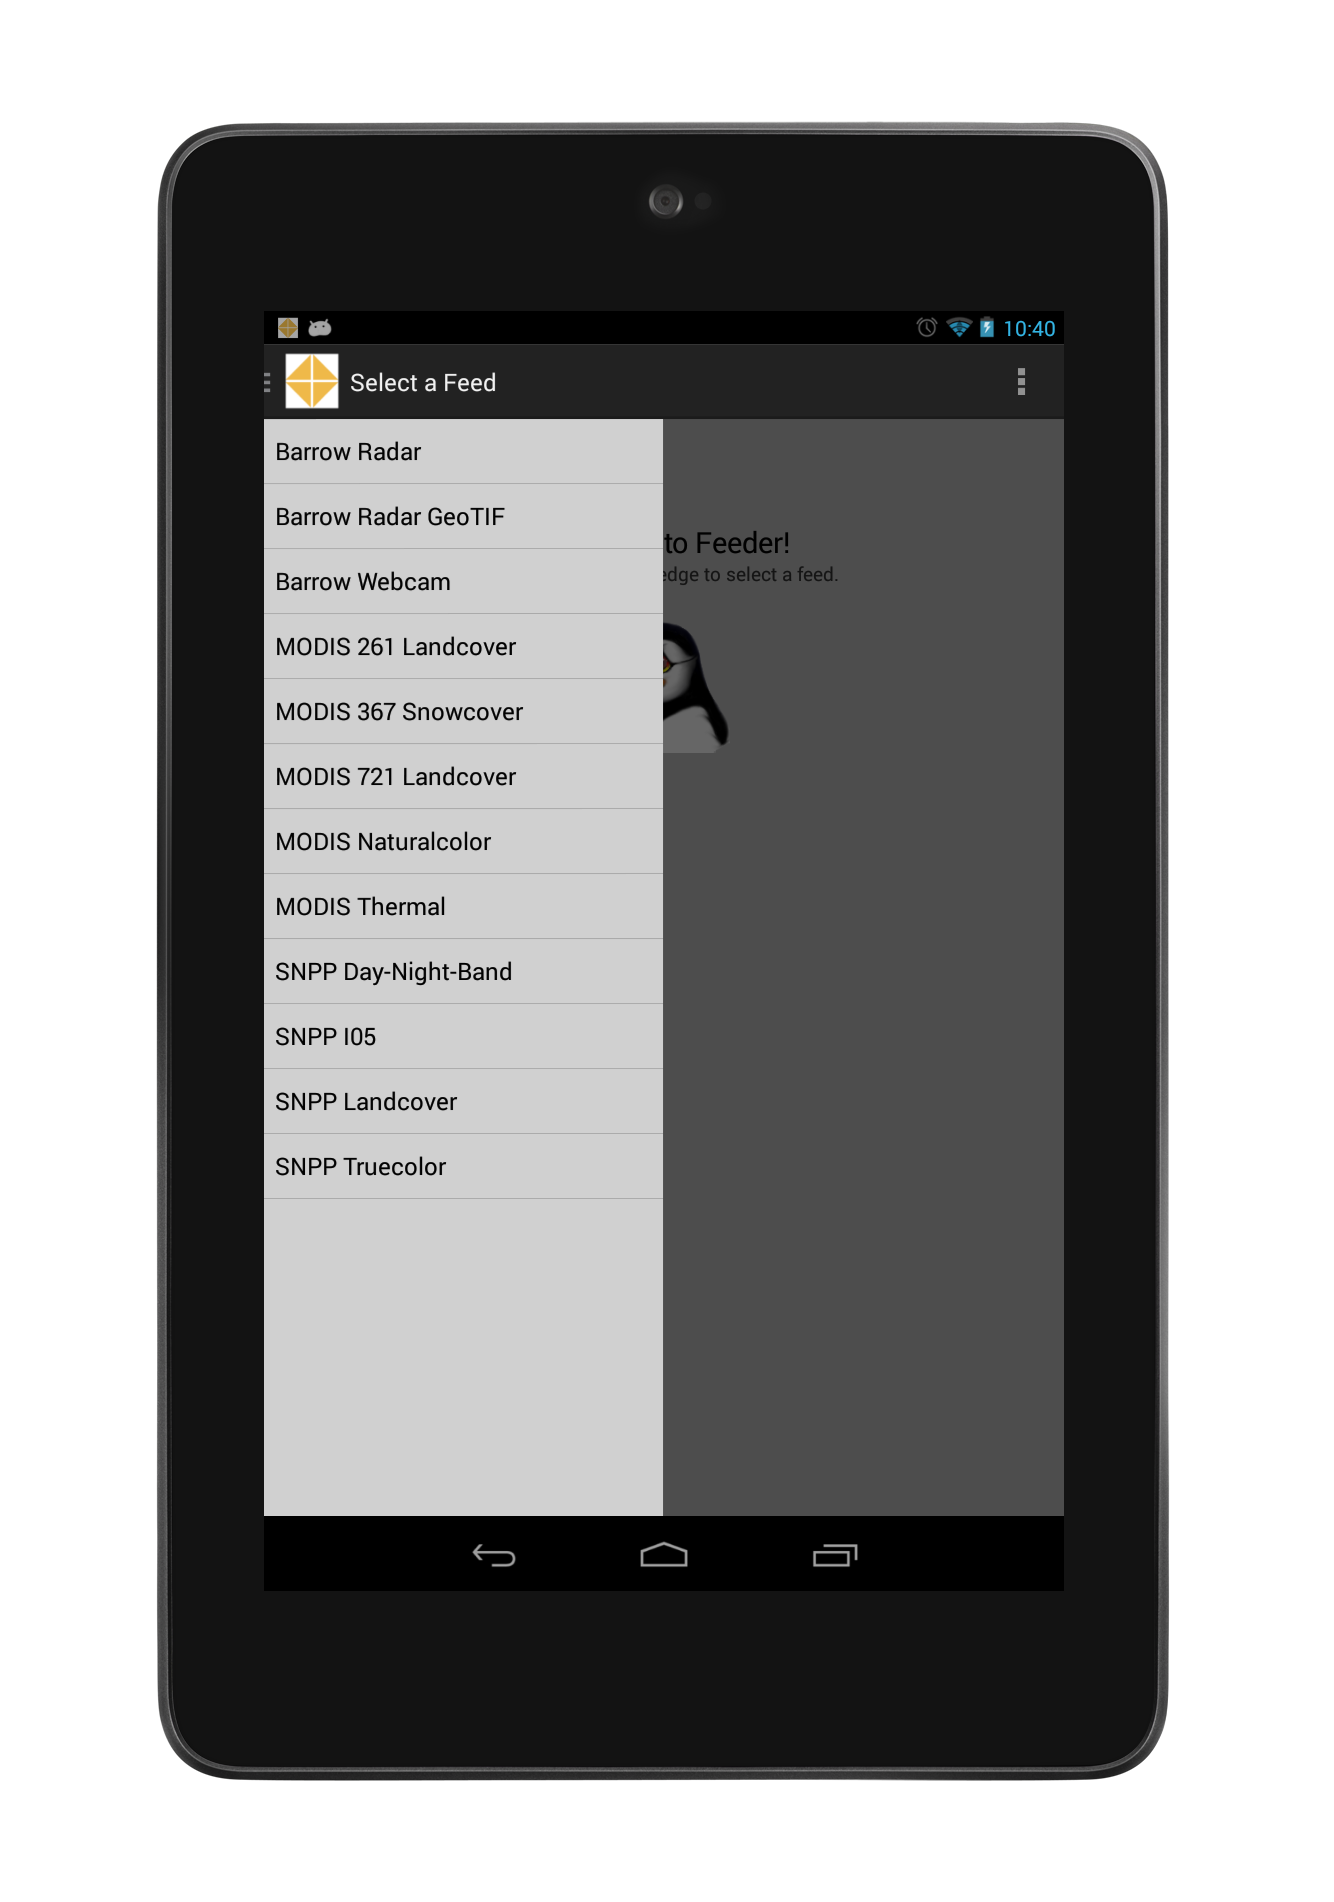 10:40
Select a Feed
Barrow Radar
Barrow Radar GeoTIF
to Feeder!
Barrow Webcam
edge to select a feed.
MODIS 261 Landcover
MODIS 367 Snowcover
MODIS 721 Landcover
MODIS Naturalcolor
MODIS Thermal
SNPP Day-Night-Band
SNPP I05
SNPP Landcover
SNPP Truecolor